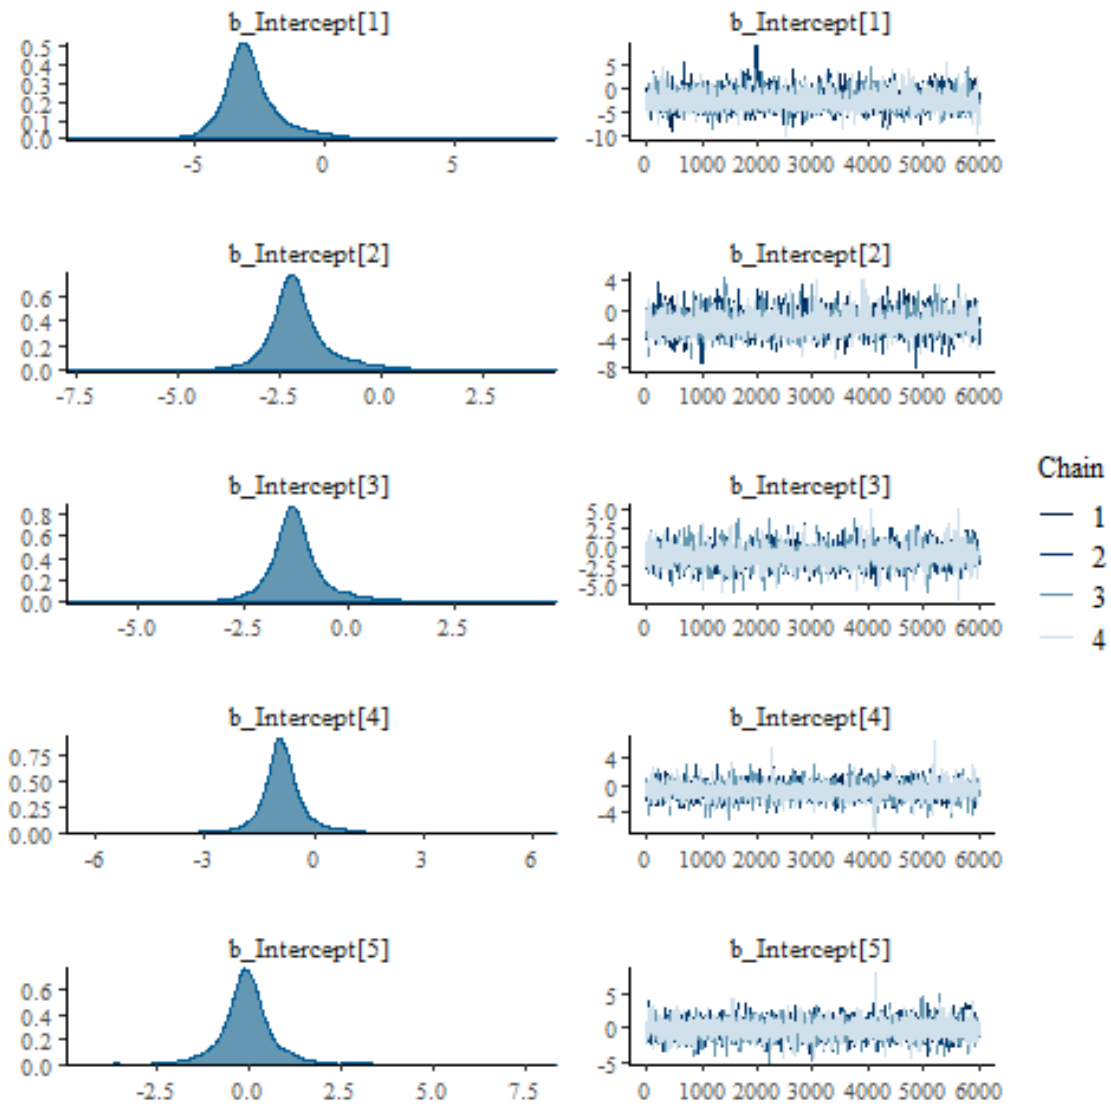 b_Intercept[1] b_Intercept[1]
0.5
0.4
0.3
0.2
0.1
0.0
-5 0 5
5
0
-5
-10
0 1000 2000 3000 4000 5000 6000
b_Intercept[2] b_Intercept[2]
0.6
0.4
0.2
0.0
-7.5 -5.0 -2.5 0.0 2.5
4
0
-4
-8
0 1000 2000 3000 4000 5000 6000
b_Intercept[3] b_Intercept[3]
0.8
0.6
0.4
0.2
0.0
-5.0 -2.5 0.0 2.5
5.0
2.5
0.0
-2.5
-5.0
0 1000 2000 3000 4000 5000 6000
b_Intercept[4] b_Intercept[4]
0.75
0.50
0.25
0.00
-6 -3 0 3 6
4
0
-4
0 1000 2000 3000 4000 5000 6000
b_Intercept[5] b_Intercept[5]
0.6
0.4
0.2
0.0
-2.5 0.0 2.5 5.0 7.5
5
0
-5
0 1000 2000 3000 4000 5000 6000
Chain
1
2
3
4